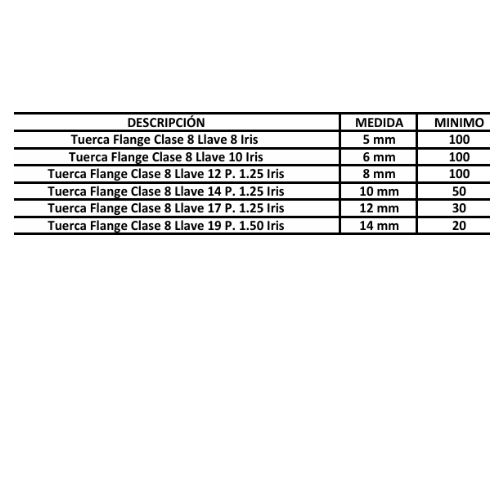 DESCRIPCIÓN MEDIDA MINIMO
Tuerca Flange Clase 8 Llave 8 Iris 5 mm 100
Tuerca Flange Clase 8 Llave 10 Iris 6 mm 100
Tuerca Flange Clase 8 Llave 12 P. 1.25 Iris 8 mm 100
Tuerca Flange Clase 8 Llave 14 P. 1.25 Iris 10 mm 50
Tuerca Flange Clase 8 Llave 17 P. 1.25 Iris 12 mm 30
Tuerca Flange Clase 8 Llave 19 P. 1.50 Iris 14 mm 20